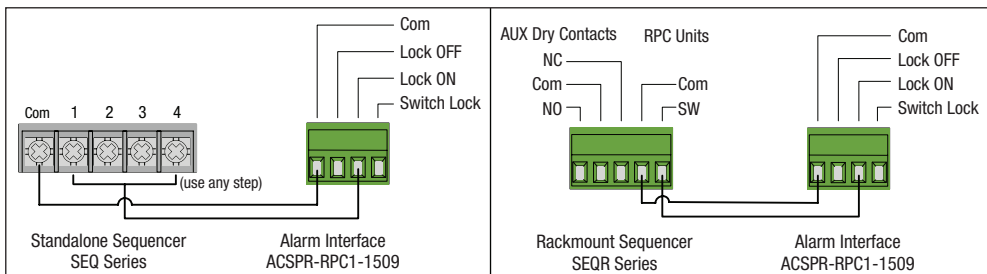 Com
Lock OFF
Lock ON
Switch Lock
Com 1 2 3 4
(use any step)
Standalone Sequencer
SEQ Series
Alarm Interface
ACSPR-RPC1-1509
AUX Dry Contacts
NC
Com
NO
RPC Units
Com
SW
Com
Lock OFF
Lock ON
Switch Lock
Rackmount Sequencer
SEQR Series
Alarm Interface
ACSPR-RPC1-1509